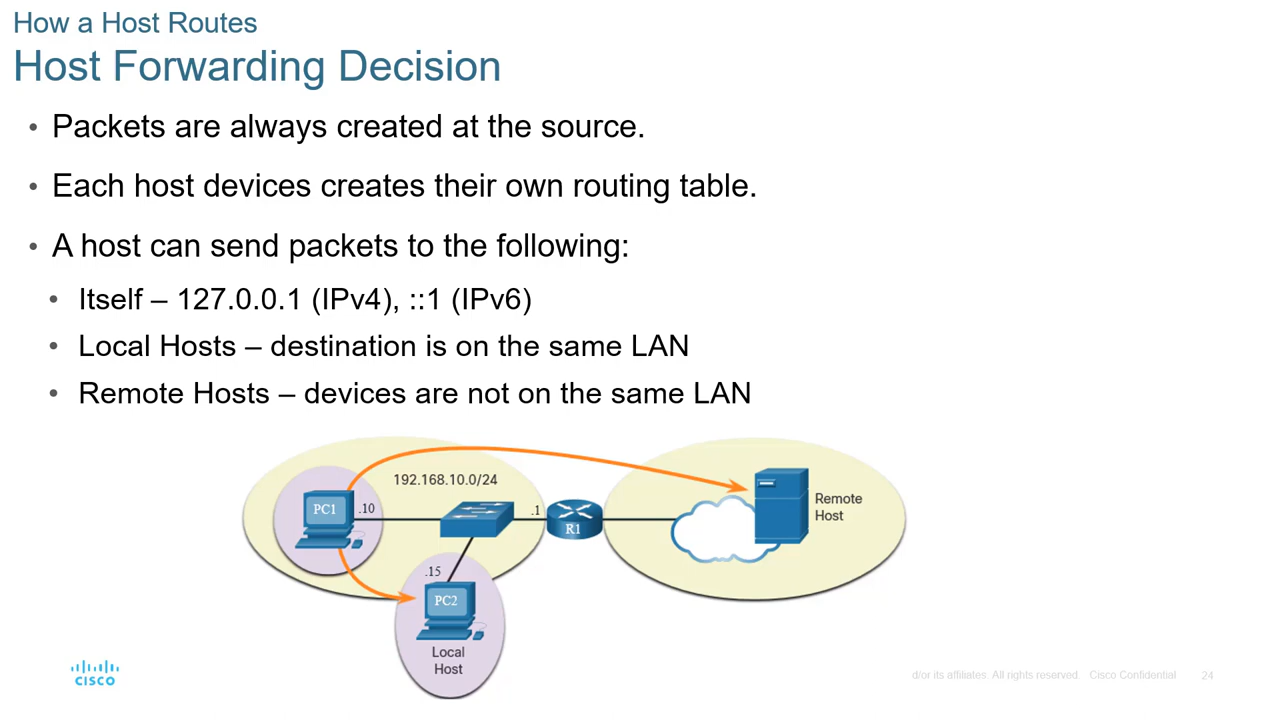 How a Host Routes
Host Forwarding Decision
• Packets are always created at the source.
• Each host devices creates their own routing table.
• A host can send packets to the following:
• Itself – 127.0.0.1 (IPv4), ::1 (IPv6)
• Local Hosts – destination is on the same LAN
• Remote Hosts – devices are not on the same LAN
192.168.10.0/24
PC1
.10
.1
R1
Remote
Host
.15
PC2
Local
Host
CISCO
d/or its affiliates. All rights reserved. Cisco Confidential
24